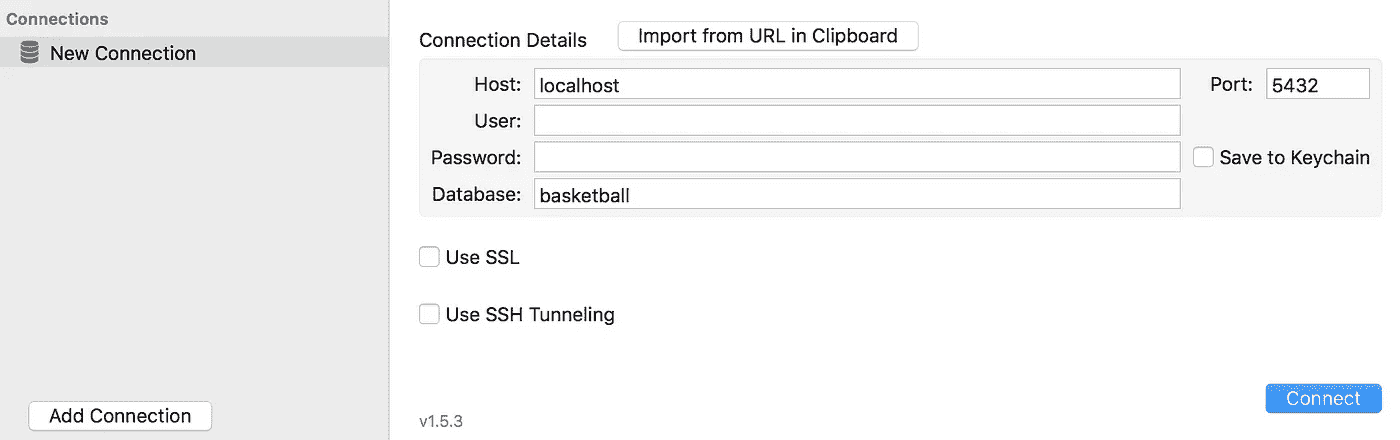 Connections
New Connection
Connection Details
Import from URL in Clipboard
Host:
localhost
Port:
5432
User:
Password:
Save to Keychain
Database:
basketball
Use SSL
Use SSH Tunneling
Add Connection
v1.5.3
Connect